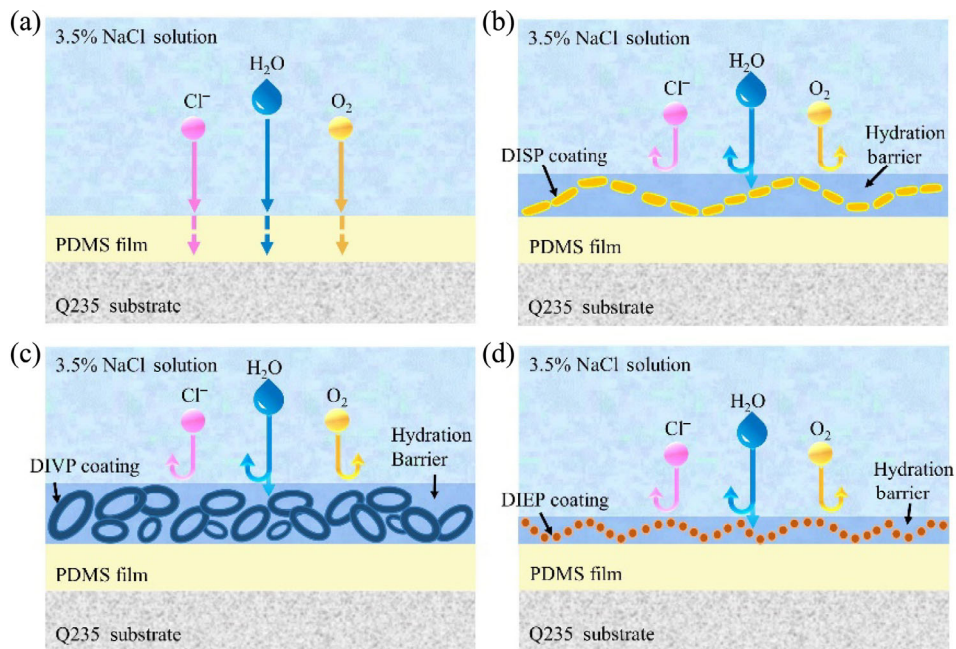 (a)
3.5% NaCl solution
H₂O
Cl⁻
O₂
PDMS film
Q235 substrate
(b)
3.5% NaCl solution
H₂O
Cl⁻
O₂
DISP coating
Hydration
barrier
PDMS film
Q235 substrate
(c)
3.5% NaCl solution
H₂O
Cl⁻
O₂
DIVP coating
Hydration
Barrier
PDMS film
Q235 substrate
(d)
3.5% NaCl solution
H₂O
Cl⁻
O₂
DIEP coating
Hydration
barrier
PDMS film
Q235 substrate